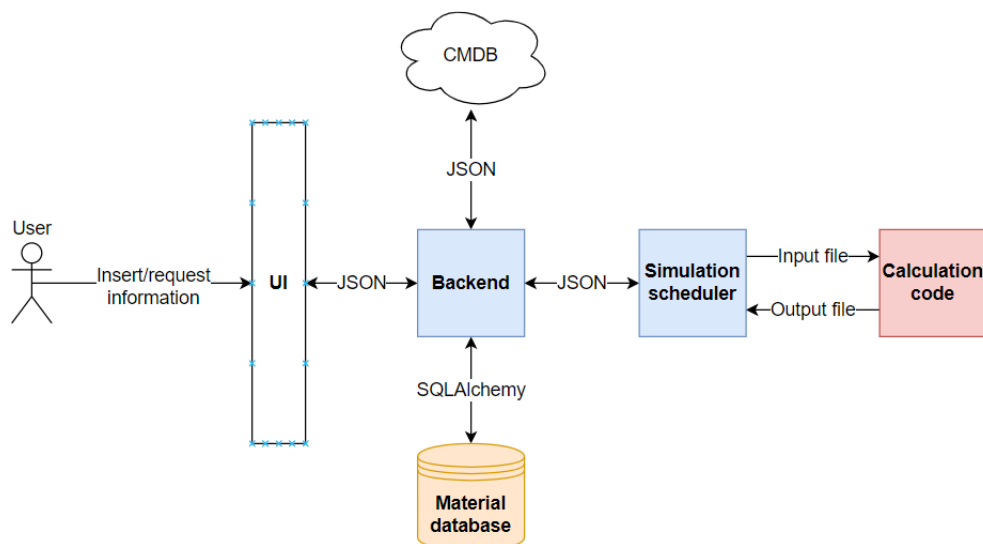 CMDB
JSON
User
Insert/request
information
UI
JSON
Backend
JSON
Simulation
scheduler
Input file
Output file
Calculation
code
SQLAlchemy
Material
database